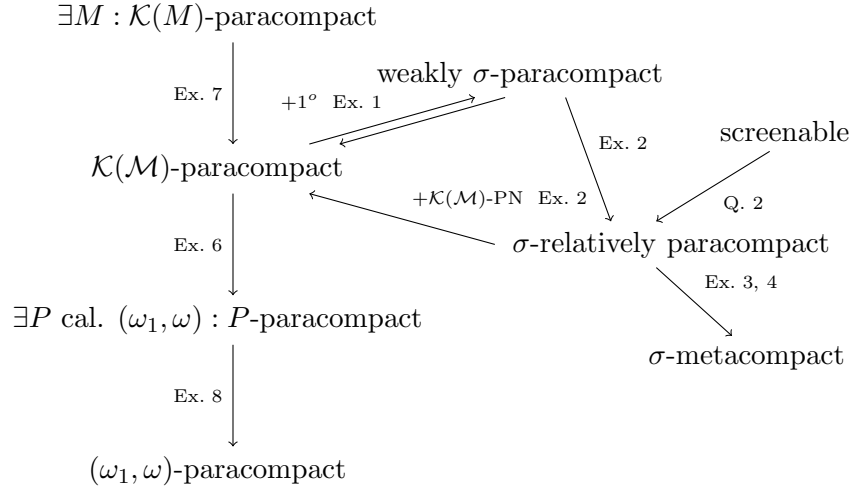 ∃M : 𝒦(M)-paracompact
weakly σ-paracompact
Ex. 7
+1ᵒ Ex. 1
screenable
Ex. 2
𝒦(ℳ)-paracompact
+𝒦(ℳ)-PN Ex. 2
Q. 2
σ-relatively paracompact
Ex. 6
Ex. 3, 4
∃P cal. (ω₁, ω) : P-paracompact
σ-metacompact
Ex. 8
(ω₁, ω)-paracompact